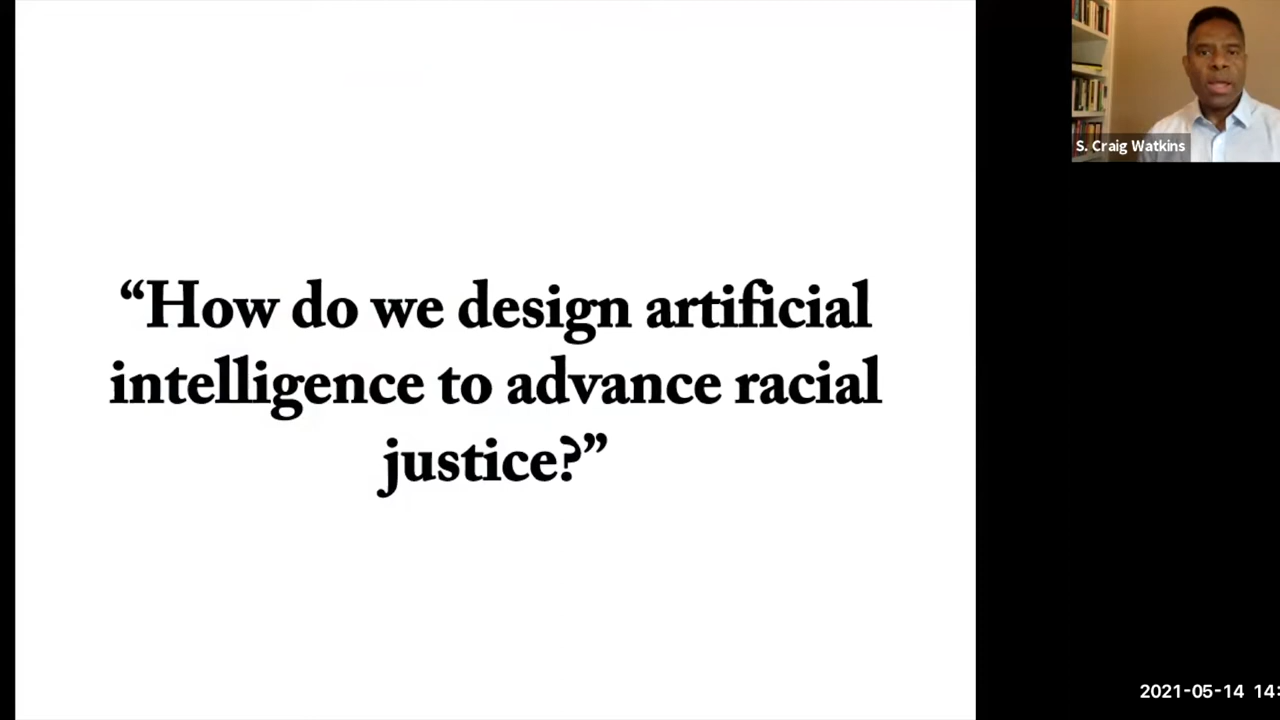 “How do we design artificial
intelligence to advance racial
justice?”
S. Craig Watkins
2021-05-14 14: